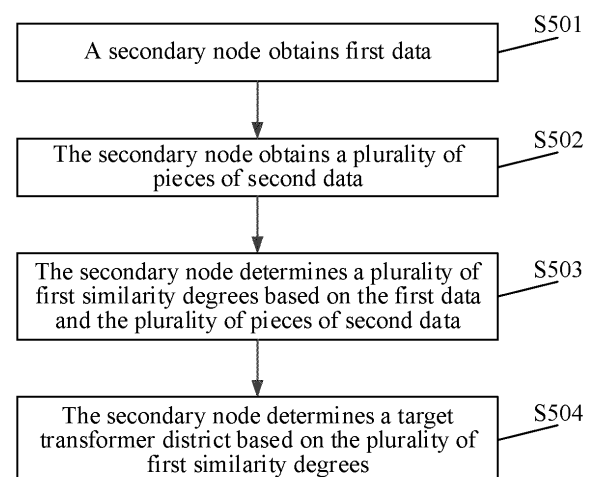 S501
A secondary node obtains first data
S502
The secondary node obtains a plurality of
pieces of second data
S503
The secondary node determines a plurality of
first similarity degrees based on the first data
and the plurality of pieces of second data
S504
The secondary node determines a target
transformer district based on the plurality of
first similarity degrees